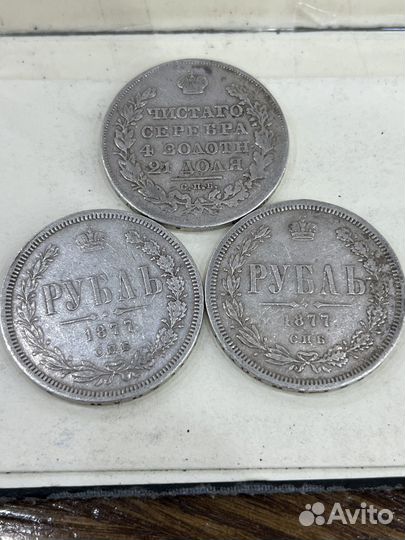 ЧИСТАГО
СЕРЕБРА
4 ЗОЛОТН
21 ДОЛЯ
С.П.Б.
РУБЛЬ
1877
СПБ
РУБЛЬ
1877
СПБ
Avito